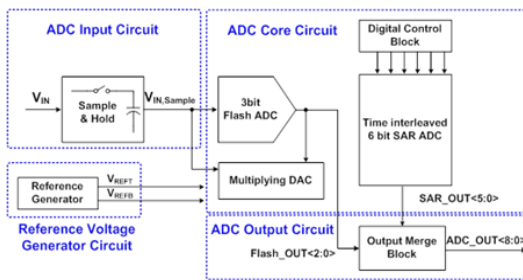 ADC Input Circuit
ADC Core Circuit
Digital Control
Block
VIN
Sample
& Hold
VIN,Sample
3bit
Flash ADC
Time interleaved
6 bit SAR ADC
Multiplying DAC
Reference
Generator
VREFT
VREFB
Reference Voltage
Generator Circuit
SAR_OUT<5:0>
ADC Output Circuit
Flash_OUT<2:0>
Output Merge
Block
ADC_OUT<8:0>